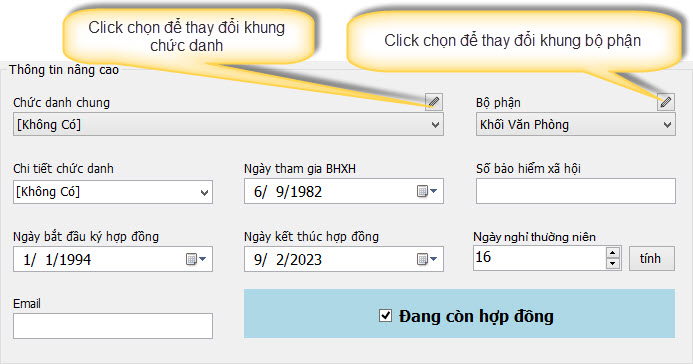 Click chọn để thay đổi khung
chức danh
Click chọn để thay đổi khung bộ phận
Thông tin nâng cao
Chức danh chung
Bộ phận
[Không Có]
Khối Văn Phòng
Chi tiết chức danh
Ngày tham gia BHXH
Số bảo hiểm xã hội
[Không Có]
6/ 9/1982
Ngày bắt đầu ký hợp đồng
Ngày kết thúc hợp đồng
Ngày nghỉ thường niên
1/ 1/1994
9/ 2/2023
16
tính
Email
Đang còn hợp đồng